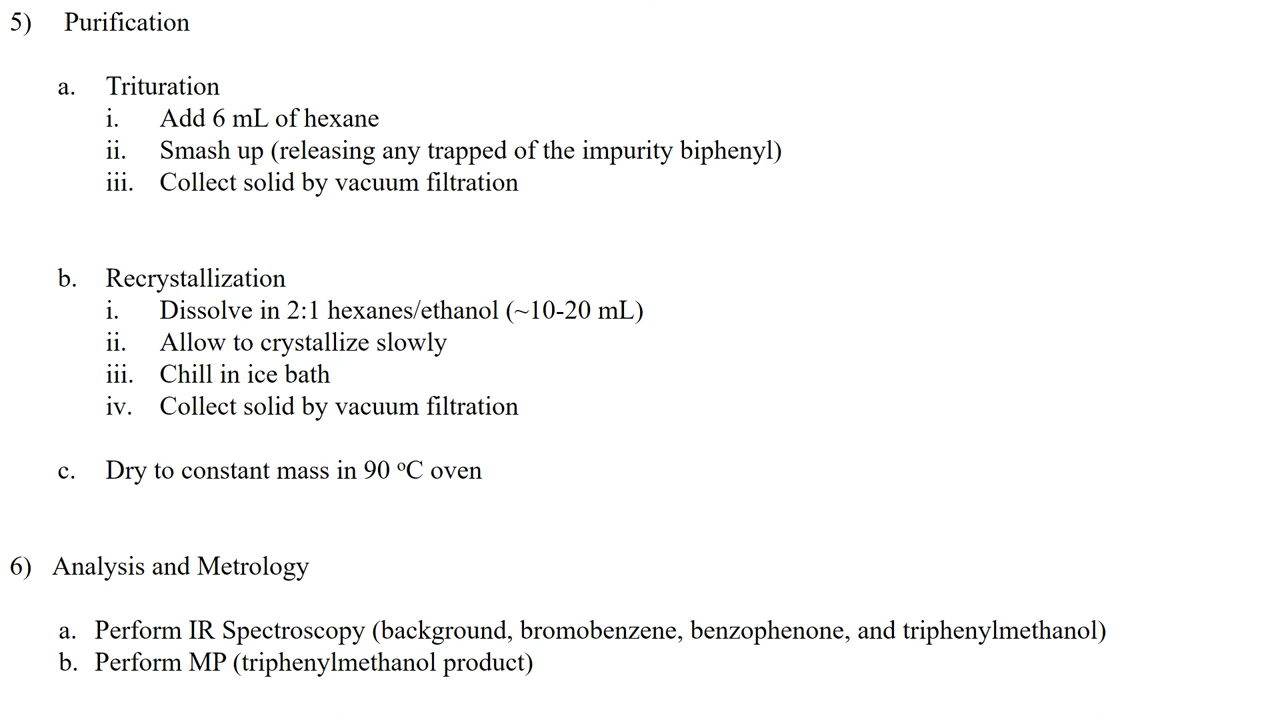 5) Purification
a. Trituration
i. Add 6 mL of hexane
ii. Smash up (releasing any trapped of the impurity biphenyl)
iii. Collect solid by vacuum filtration
b. Recrystallization
i. Dissolve in 2:1 hexanes/ethanol (~10-20 mL)
ii. Allow to crystallize slowly
iii. Chill in ice bath
iv. Collect solid by vacuum filtration
c. Dry to constant mass in 90 ºC oven
6) Analysis and Metrology
a. Perform IR Spectroscopy (background, bromobenzene, benzophenone, and triphenylmethanol)
b. Perform MP (triphenylmethanol product)